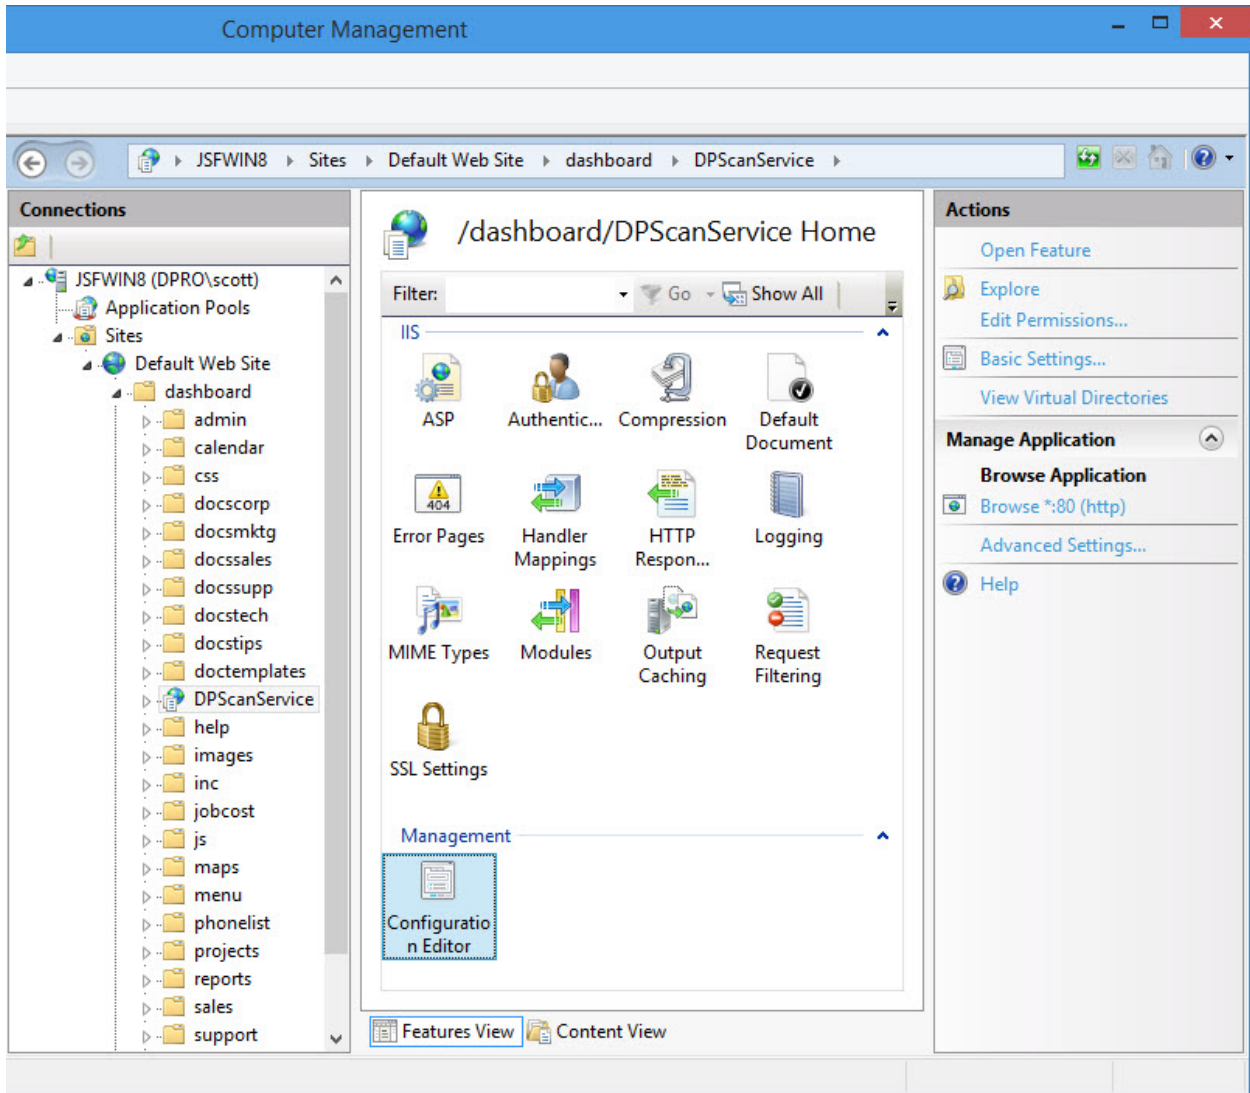 Computer Management
JSFWIN8 Sites Default Web Site dashboard DPScanService
Connections
JSFWIN8 (DPRO\scott)
Application Pools
Sites
Default Web Site
dashboard
admin
calendar
css
docscorp
docsmktg
docssales
docssupp
docstech
docstips
doctemplates
DPScanService
help
images
inc
jobcost
js
maps
menu
phonelist
projects
reports
sales
support
/dashboard/DPScanService Home
Filter: Go Show All
IIS
ASP
Authentic...
Compression
Default
Document
404
Error Pages
Handler
Mappings
HTTP
Respon...
Logging
MIME Types
Modules
Output
Caching
Request
Filtering
SSL Settings
Management
Configuratio
n Editor
Features View Content View
Actions
Open Feature
Explore
Edit Permissions...
Basic Settings...
View Virtual Directories
Manage Application
Browse Application
Browse *:80 (http)
Advanced Settings...
Help